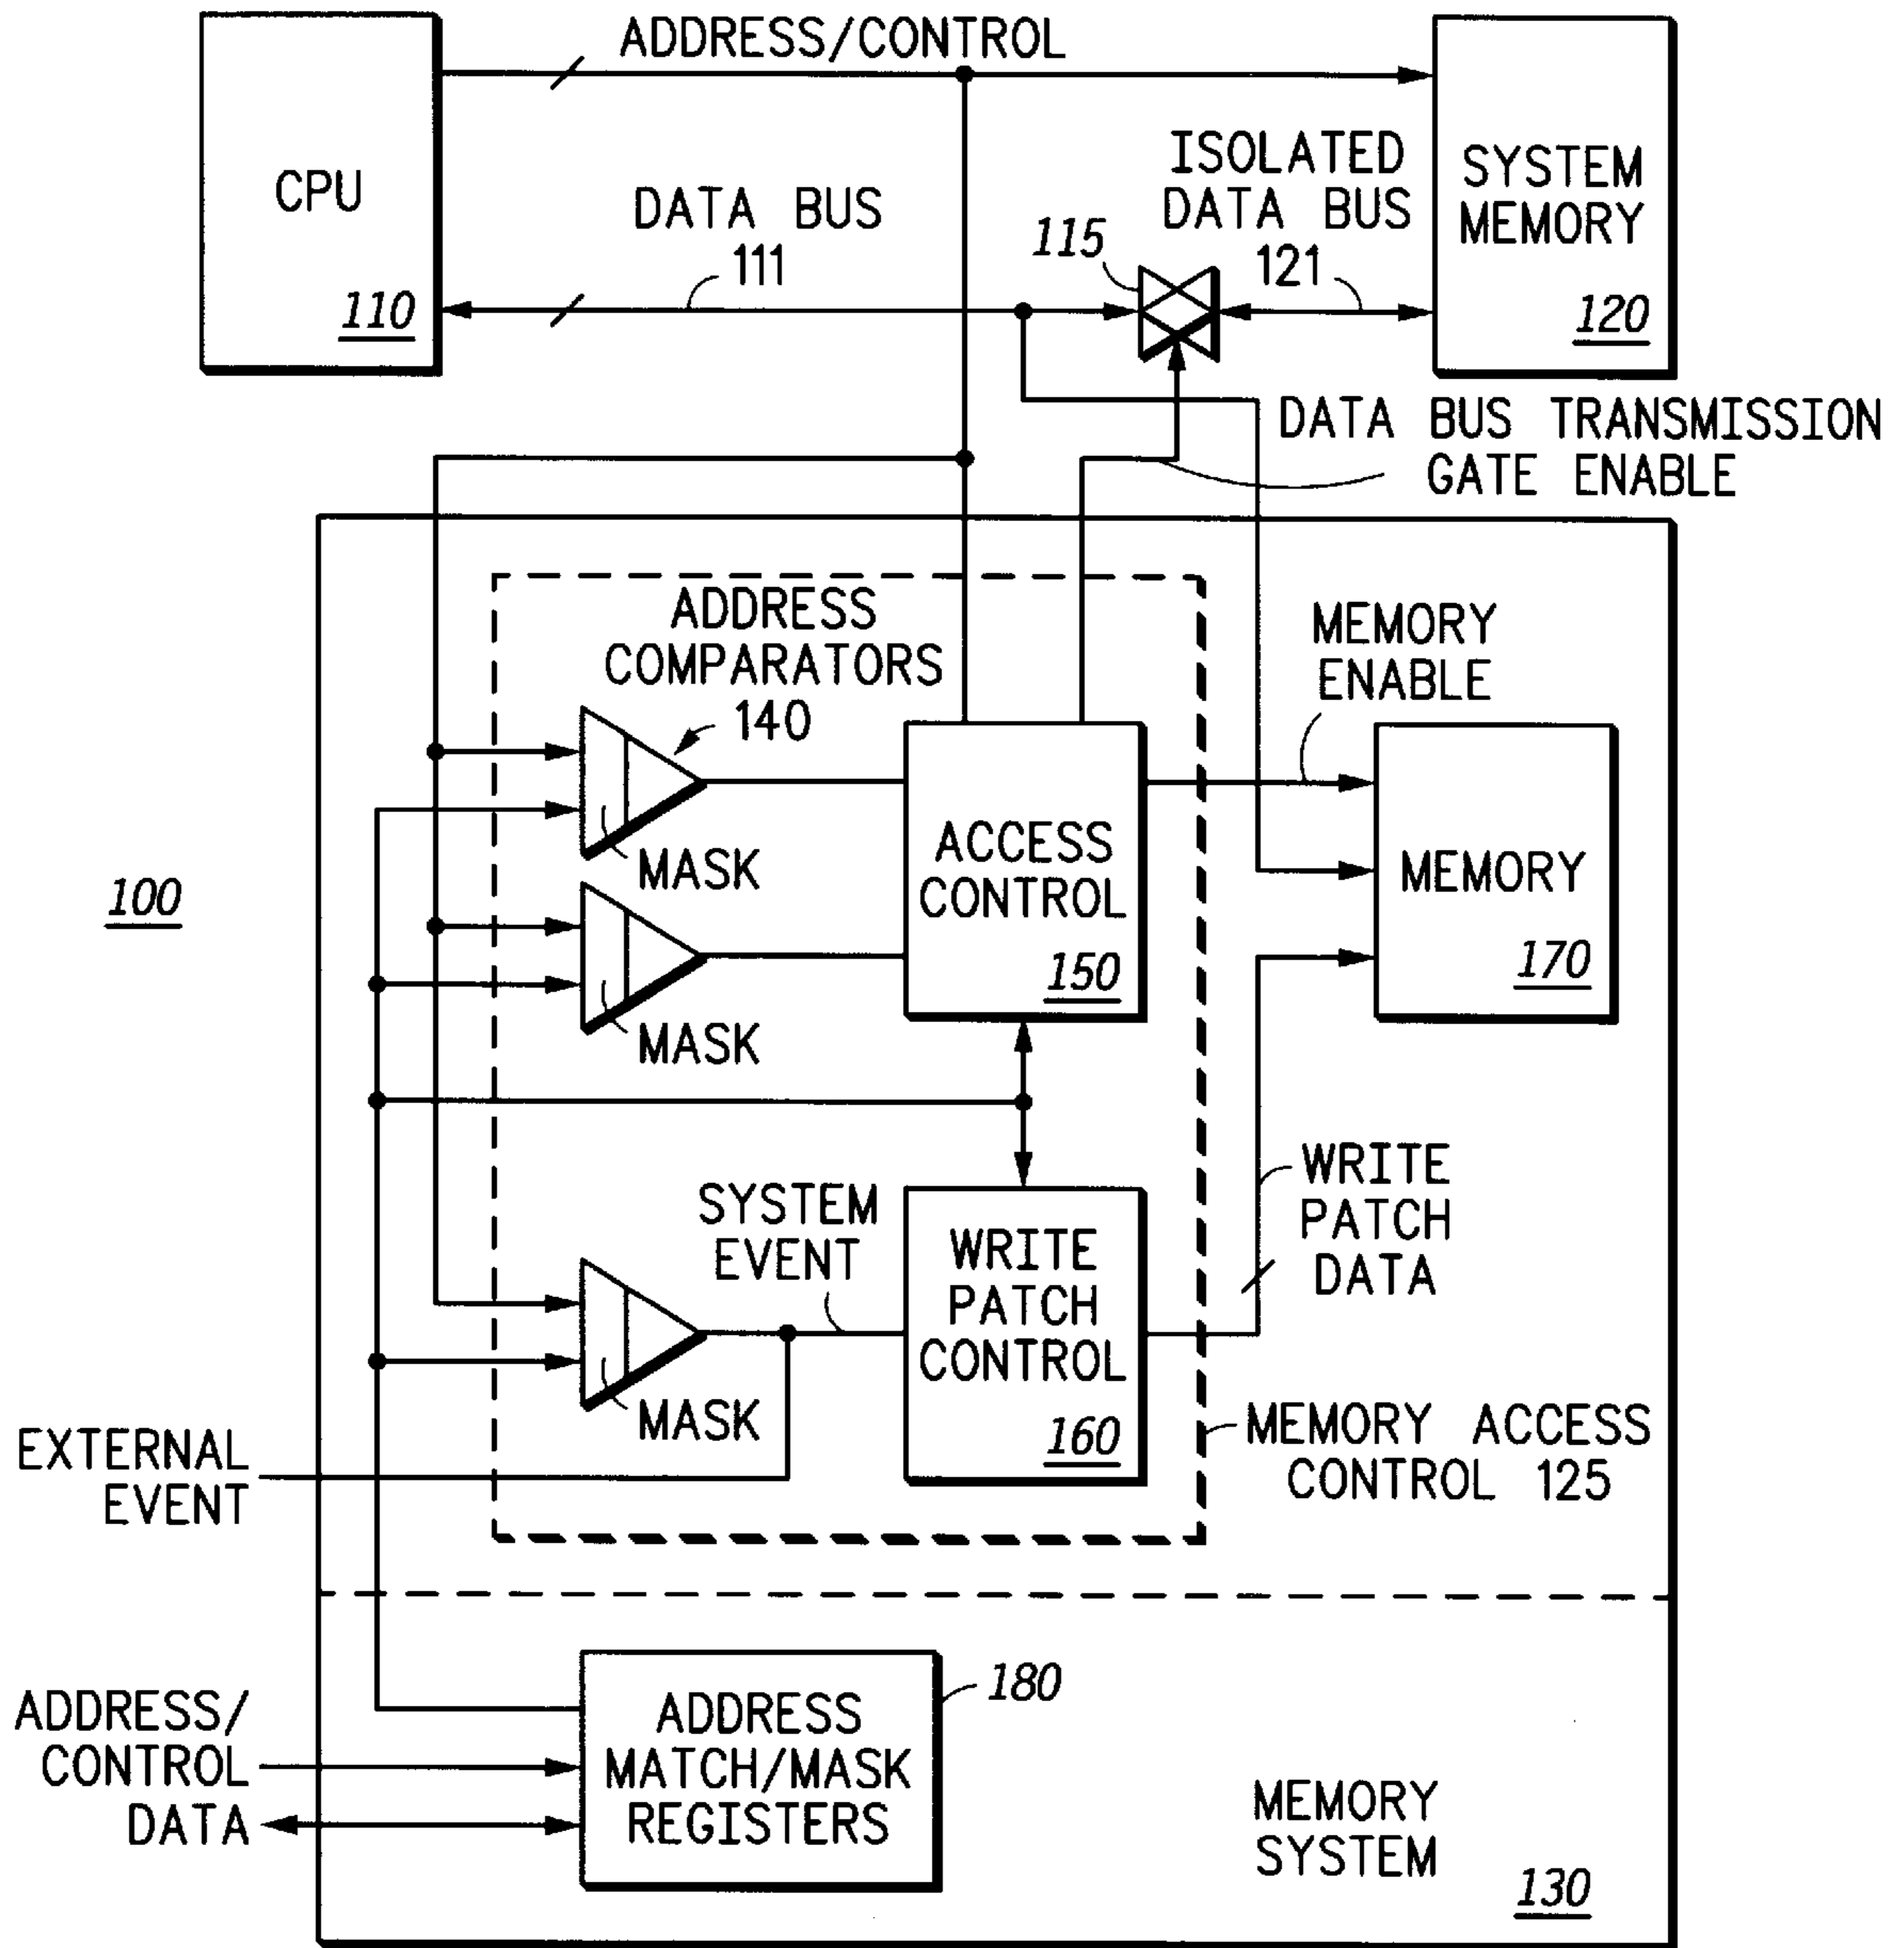 ADDRESS/CONTROL
CPU
110
DATA BUS
111
115
ISOLATED
DATA BUS
121
SYSTEM
MEMORY
120
DATA BUS TRANSMISSION
GATE ENABLE
ADDRESS
COMPARATORS
140
MASK
MASK
ACCESS
CONTROL
150
MEMORY
ENABLE
MEMORY
170
100
SYSTEM
EVENT
MASK
WRITE
PATCH
CONTROL
160
WRITE
PATCH
DATA
MEMORY ACCESS
CONTROL 125
EXTERNAL
EVENT
ADDRESS/
CONTROL
DATA
ADDRESS
MATCH/MASK
REGISTERS
180
MEMORY
SYSTEM
130